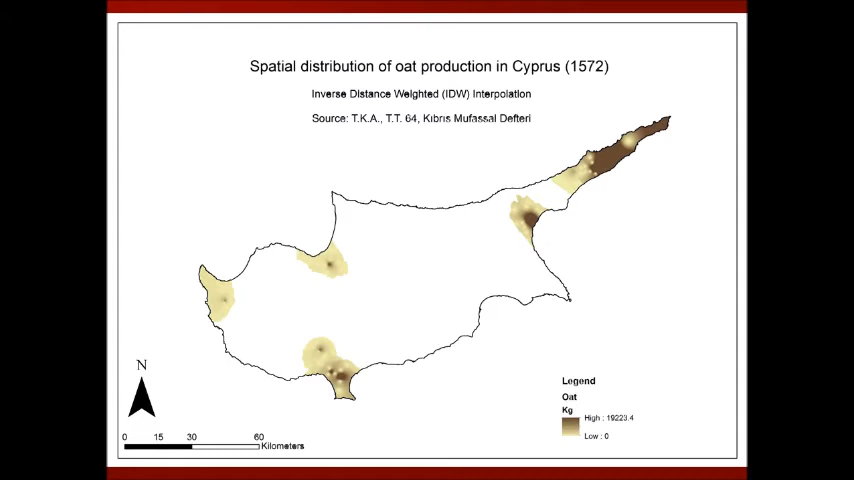 Spatial distribution of oat production in Cyprus (1572)
Inverse Distance Weighted (IDW) Interpolation
Source: T.K.A., T.T. 64, Kıbrıs Mufassal Defteri
N
0 15 30 60
Kilometers
Legend
Oat
Kg
High : 19223.4
Low : 0